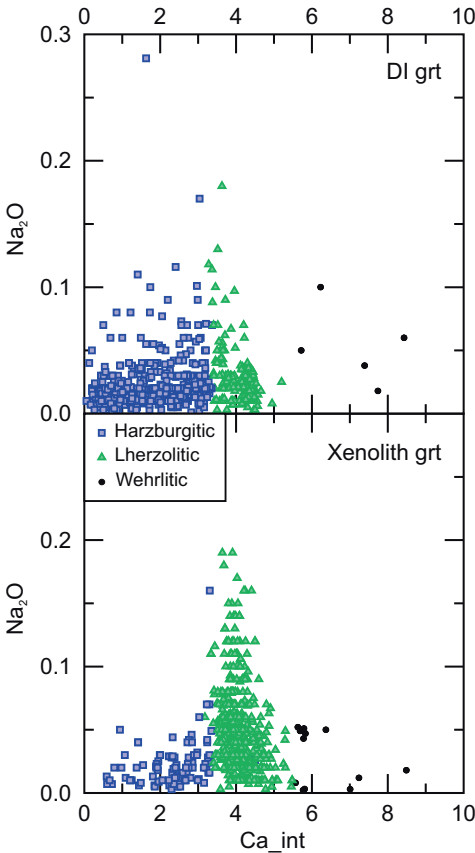 0 2 4 6 8 10
0.3
DI grt
0.2
Na₂O
0.1
0.0
Harzburgitic
Lherzolitic
Wehrlitic
Xenolith grt
0.2
Na₂O
0.1
0.0
0 2 4 6 8 10
Ca_int